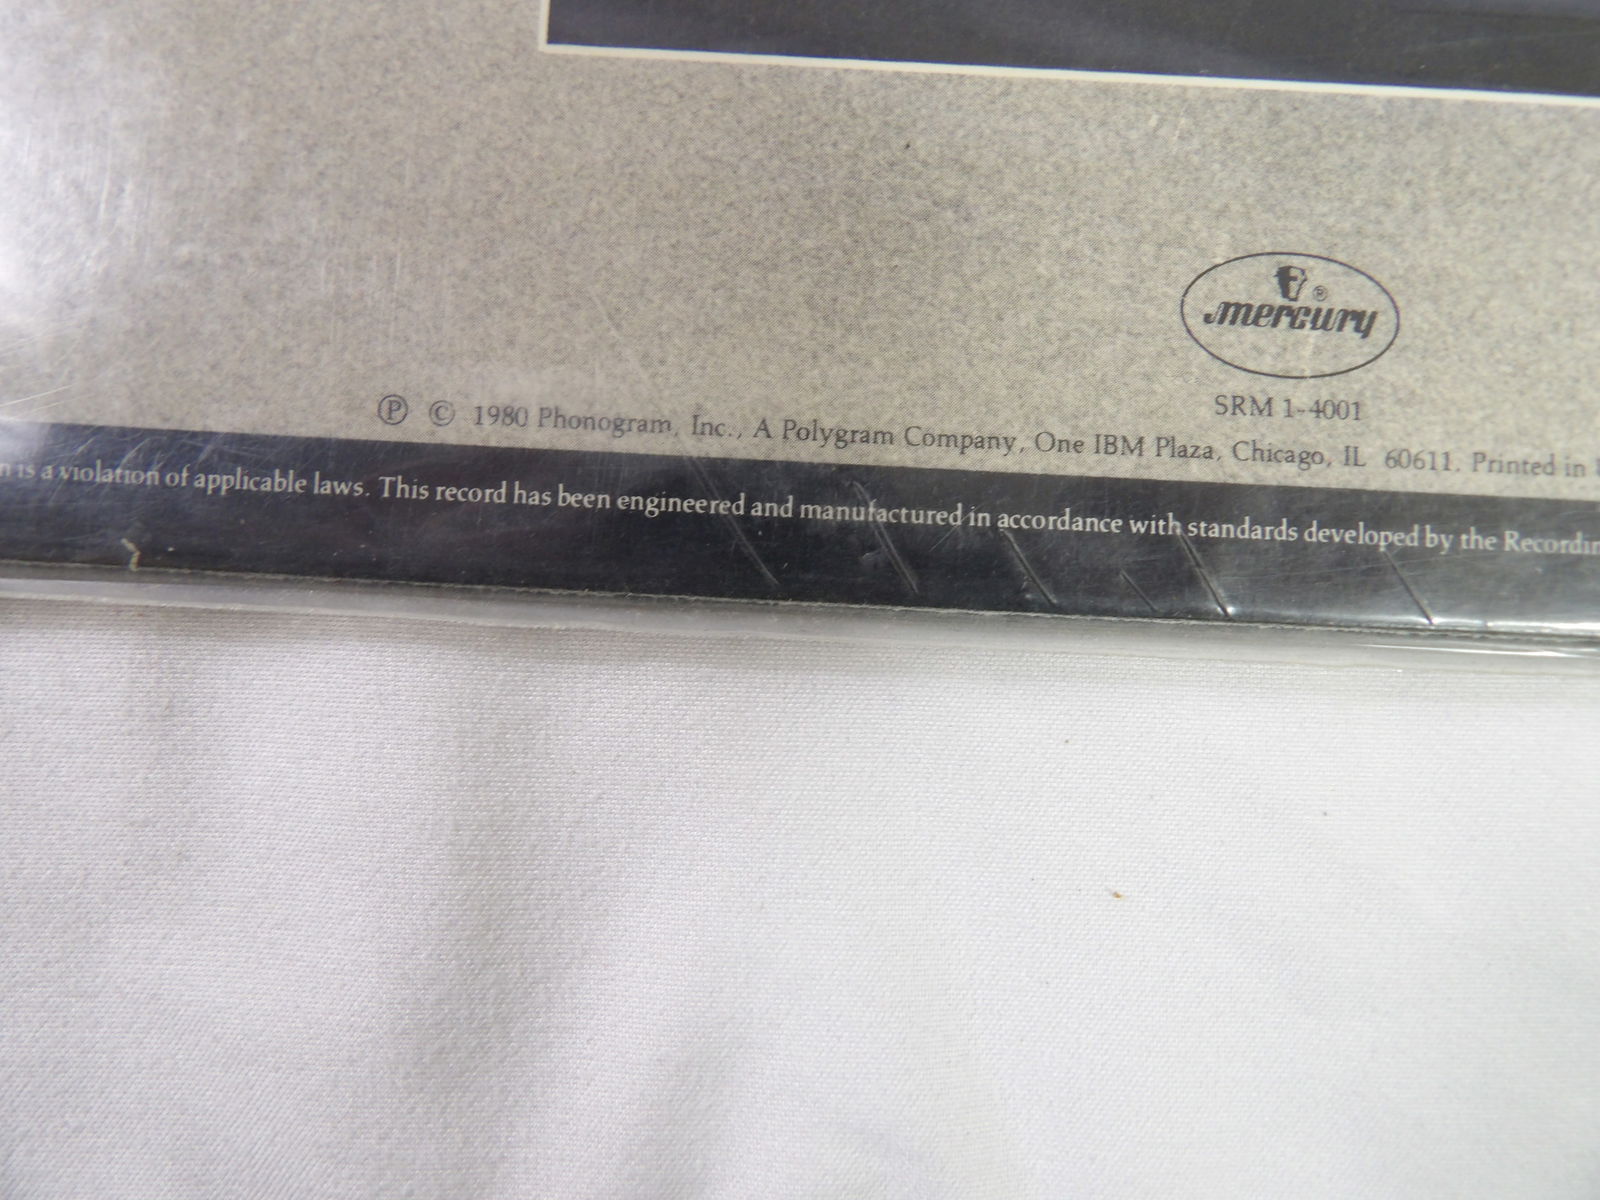 mercury ®
SRM 1-4001
Ⓟ © 1980 Phonogram, Inc., A Polygram Company, One IBM Plaza, Chicago, IL 60611. Printed in
is a violation of applicable laws. This record has been engineered and manufactured in accordance with standards developed by the